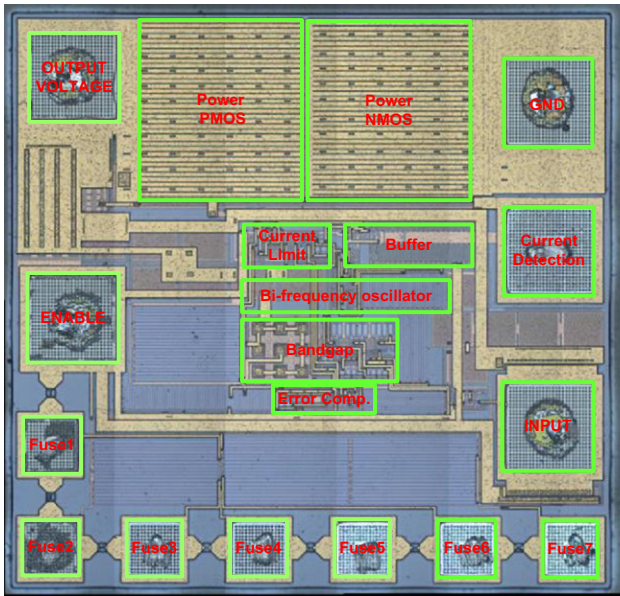 OUTPUT
VOLTAGE
Power
PMOS
Power
NMOS
GND
Current
Limit
Buffer
Current
Detection
Bi-frequency oscillator
ENABLE
Bandgap
Error Comp.
INPUT
Fuse1
Fuse2
Fuse3
Fuse4
Fuse5
Fuse6
Fuse7